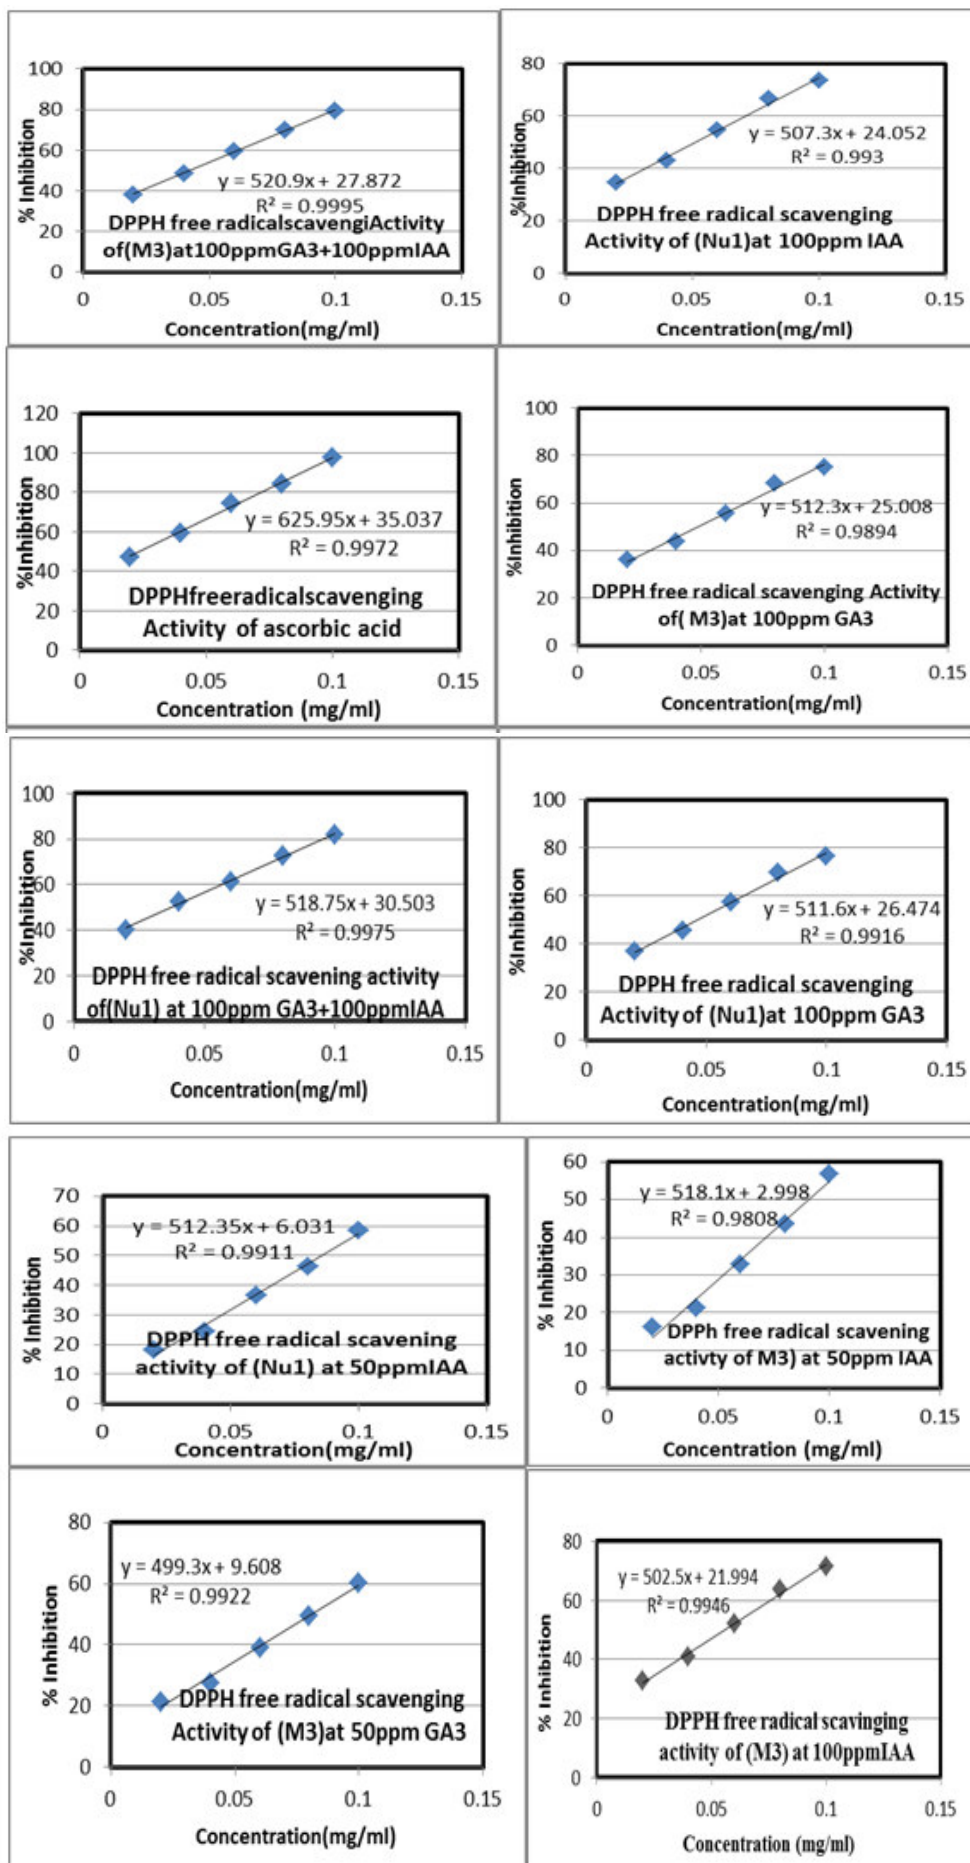 100
80
60
40
20
0
% Inhibition
y = 520.9x + 27.872
R² = 0.9995
DPPH free radicalscavengiActivity
of(M3)at100ppmGA3+100ppmIAA
0 0.05 0.1 0.15
Concentration(mg/ml)
80
60
40
20
0
%Inhibition
y = 507.3x + 24.052
R² = 0.993
DPPH free radical scavenging
Activity of (Nu1)at 100ppm IAA
0 0.05 0.1 0.15
Cncentration(mg/ml)
120
100
80
60
40
20
0
%Inhibition
y = 625.95x + 35.037
R² = 0.9972
DPPHfreeradicalscavenging
Activity of ascorbic acid
0 0.05 0.1 0.15
Concentration (mg/ml)
100
80
60
40
20
0
%Inhibition
y = 512.3x + 25.008
R² = 0.9894
DPPH free radical scavenging Activity
of( M3)at 100ppm GA3
0 0.05 0.1 0.15
Concentration(mg/ml)
100
80
60
40
20
0
%Inhibition
y = 518.75x + 30.503
R² = 0.9975
DPPH free radical scavening activity
of(Nu1) at 100ppm GA3+100ppmIAA
0 0.05 0.1 0.15
Concentration(mg/ml)
100
80
60
40
20
0
%Inhibition
y = 511.6x + 26.474
R² = 0.9916
DPPH free radical scavenging
Activity of (Nu1)at 100ppm GA3
0 0.05 0.1 0.15
Concentration(mg/ml)
70
60
50
40
30
20
10
0
% Inhibition
y = 512.35x + 6.031
R² = 0.9911
DPPH free radical scavening
activity of (Nu1) at 50ppmIAA
0 0.05 0.1 0.15
Concentration(mg/ml)
60
50
40
30
20
10
0
% Inhibition
y = 518.1x + 2.998
R² = 0.9808
DPPh free radical scavening
activty of M3) at 50ppm IAA
0 0.05 0.1 0.15
Concentration (mg/ml)
80
60
40
20
0
% Inhibition
y = 499.3x + 9.608
R² = 0.9922
DPPH free radical scavenging
Activity of (M3)at 50ppm GA3
0 0.05 0.1 0.15
Concentration(mg/ml)
80
60
40
20
0
% Inhibition
y = 502.5x + 21.994
R² = 0.9946
DPPH free radical scavinging
activity of (M3) at 100ppmIAA
0 0.05 0.1 0.15
Concentration (mg/ml)